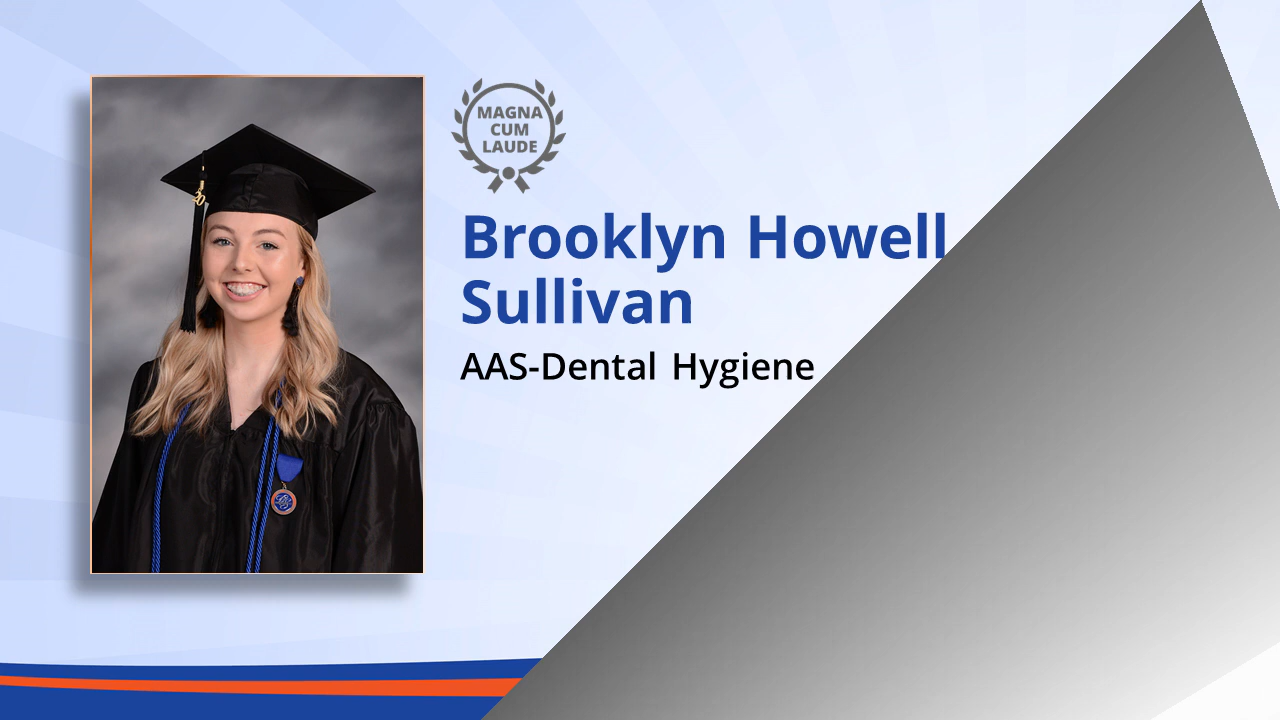 MAGNA
CUM
LAUDE
Brooklyn Howell
Sullivan
AAS-Dental Hygiene